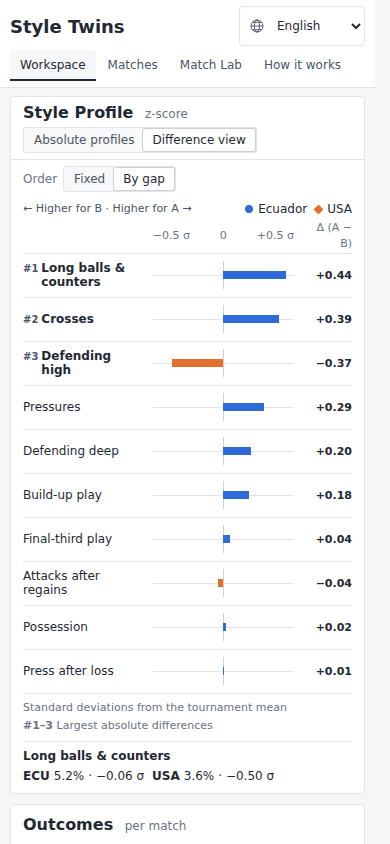 Style Twins
English
Workspace Matches Match Lab How it works
Style Profile z-score
Absolute profiles Difference view
Order Fixed By gap
← Higher for B · Higher for A → Ecuador USA
−0.5 σ 0 +0.5 σ Δ (A −
B)
#1 Long balls &
counters +0.44
#2 Crosses +0.39
#3 Defending
high −0.37
Pressures +0.29
Defending deep +0.20
Build-up play +0.18
Final-third play +0.04
Attacks after
regains −0.04
Possession +0.02
Press after loss +0.01
Standard deviations from the tournament mean
#1–3 Largest absolute differences
Long balls & counters
ECU 5.2% · −0.06 σ USA 3.6% · −0.50 σ
Outcomes per match